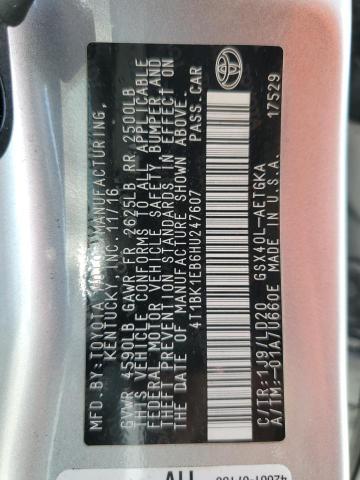 MFD. BY: TOYOTA MOTOR MANUFACTURING,
KENTUCKY, INC. 11/16
GVWR 4590LB GAWR FR 2625LB RR 2500LB
THIS VEHICLE CONFORMS TO ALL APPLICABLE
FEDERAL MOTOR VEHICLE SAFETY, BUMPER, AND
THEFT PREVENTION STANDARDS IN EFFECT ON
THE DATE OF MANUFACTURE SHOWN ABOVE.
4T1BK1EB6HU247607 PASS.CAR
C/TR: 1J9/LD20 GSX40L-AETGKA
A/TM: -01A/U660E MADE IN U.S.A. 17529